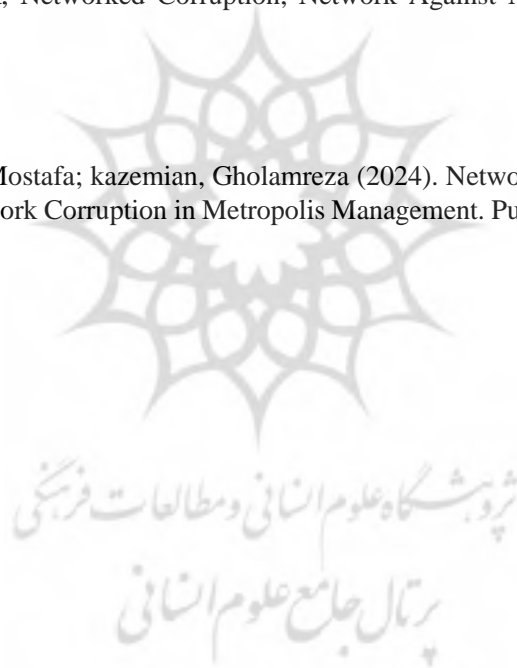 Networked Corruption, Network Against
Mostafa; kazemian, Gholamreza (2024). Netwo
ork Corruption in Metropolis Management. Pu
پژوهشگاه علوم انسانی و مطالعات فرهنگی
پرتال جامع علوم انسانی